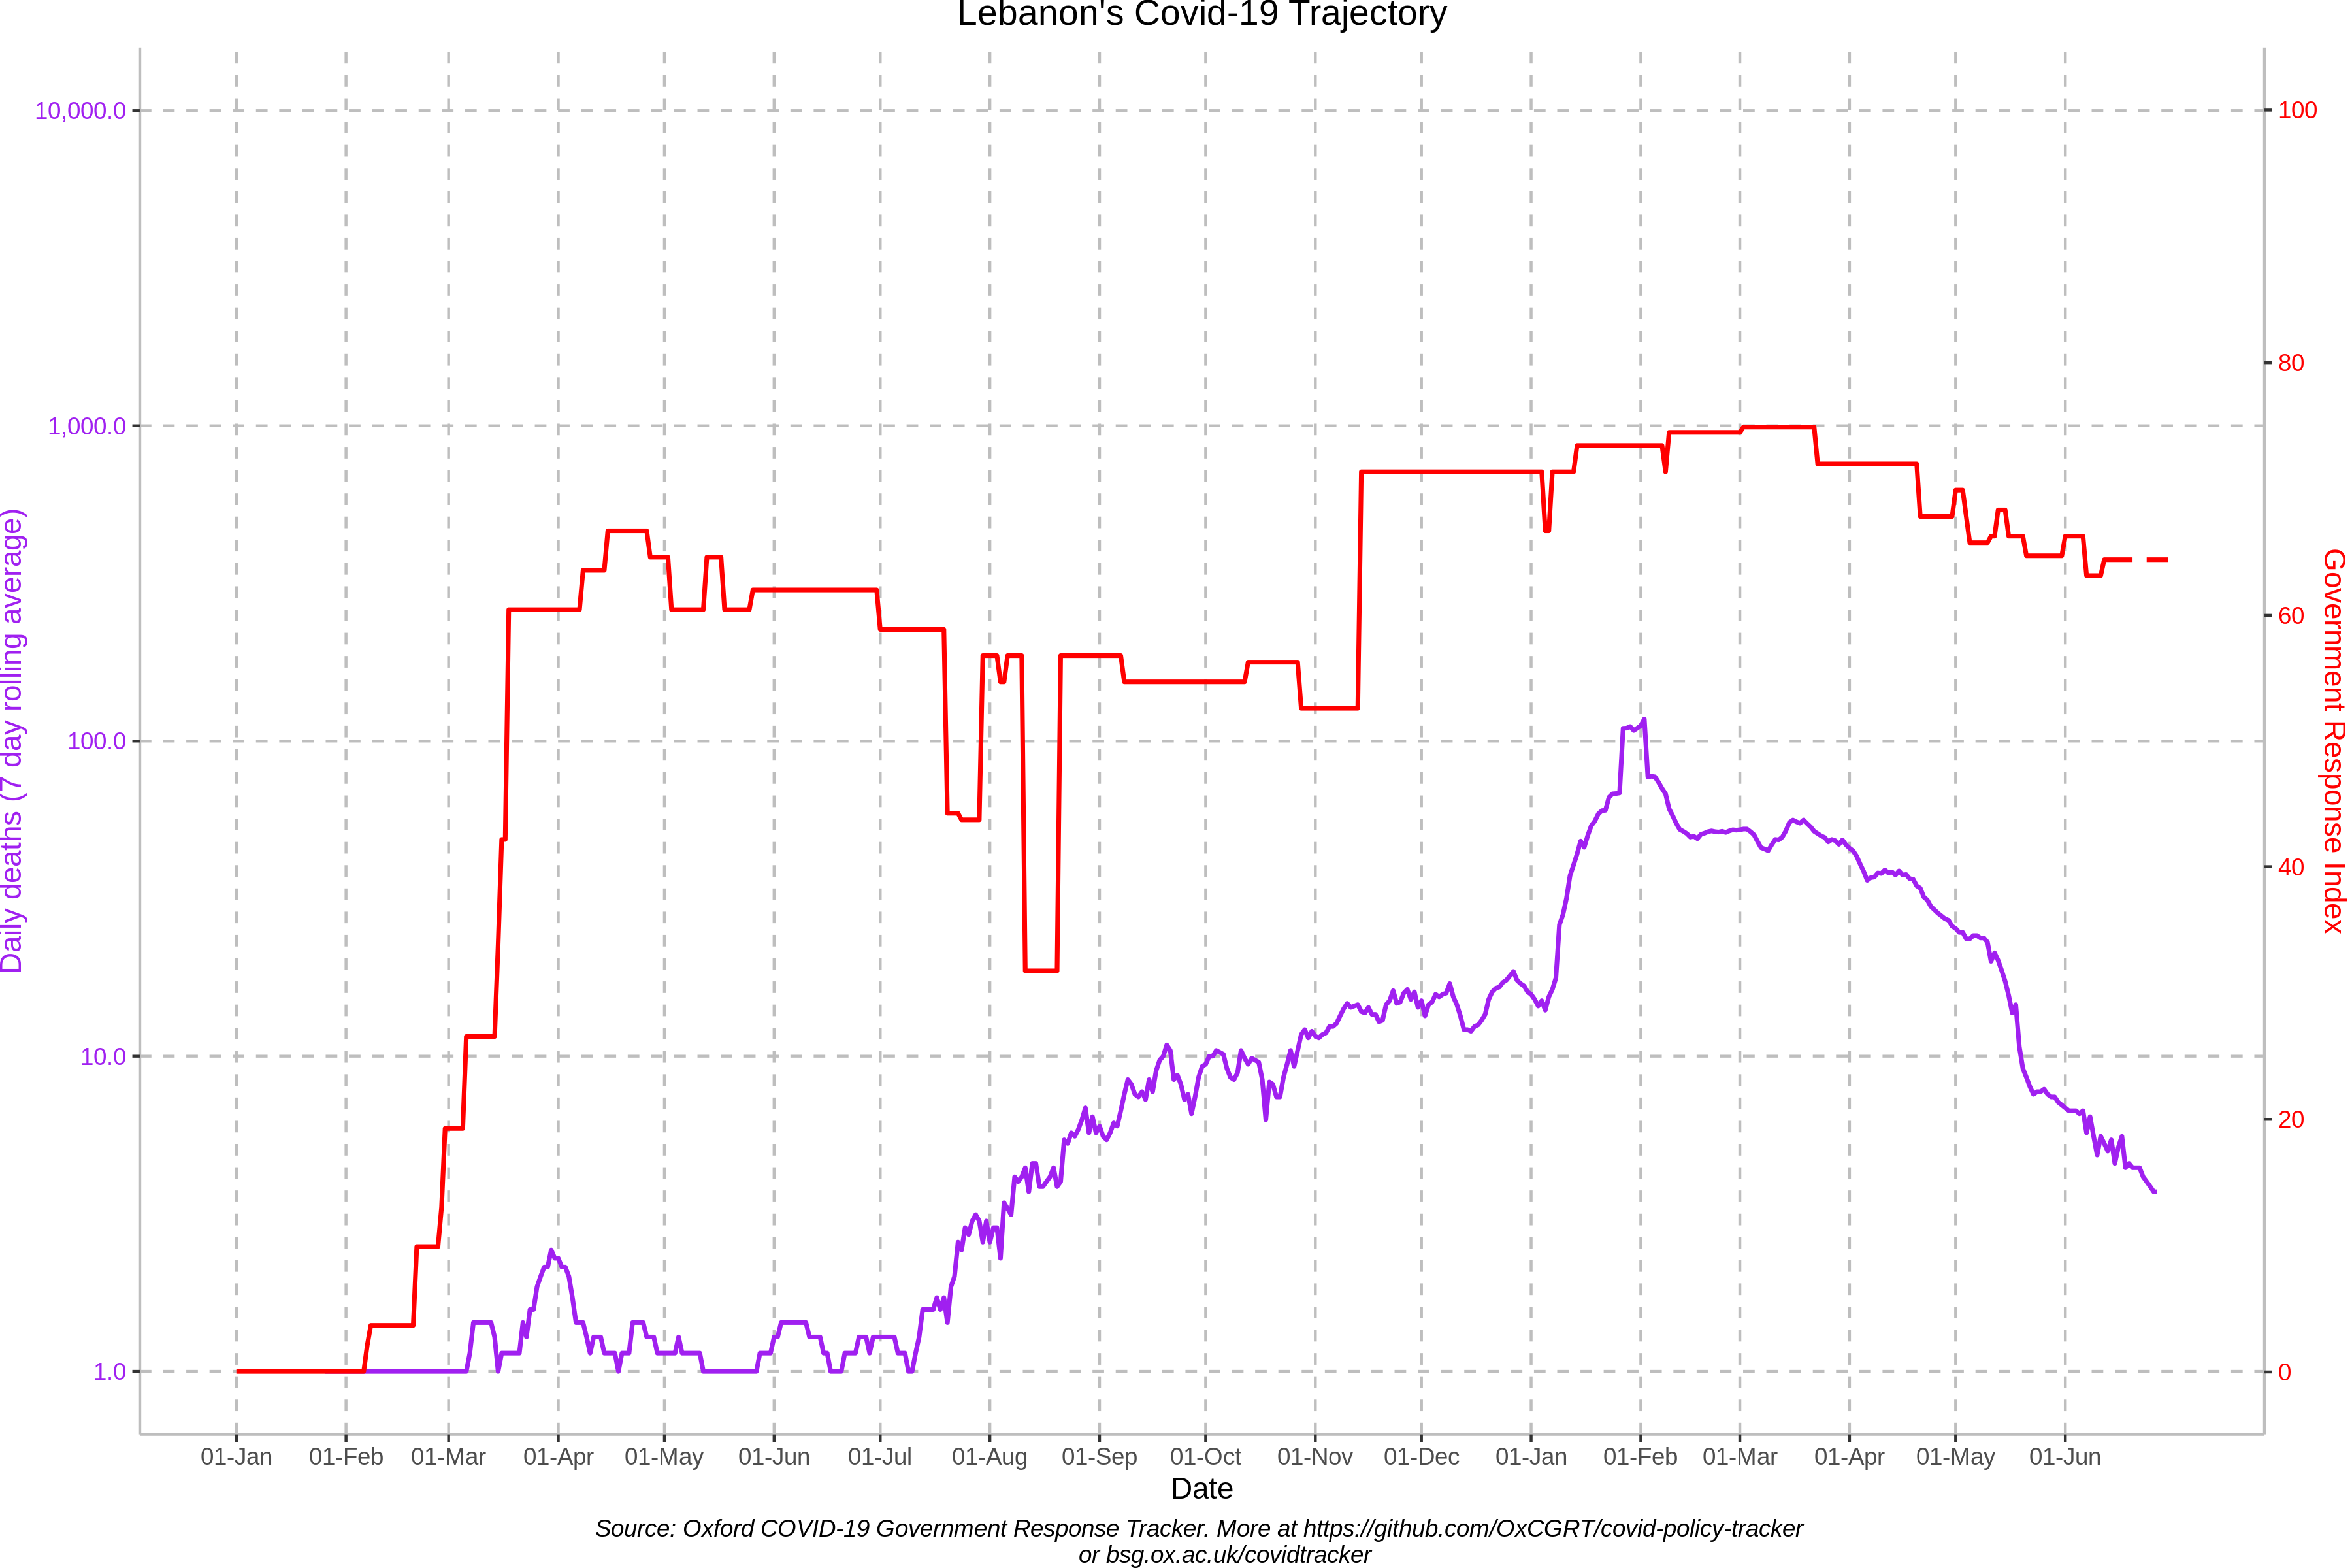 Lebanon's Covid-19 Trajectory
10,000.0
1,000.0
100.0
10.0
1.0
Daily deaths (7 day rolling average)
100
80
60
40
20
0
Government Response Index
01-Jan 01-Feb 01-Mar 01-Apr 01-May 01-Jun 01-Jul 01-Aug 01-Sep 01-Oct 01-Nov 01-Dec 01-Jan 01-Feb 01-Mar 01-Apr 01-May 01-Jun
Date
Source: Oxford COVID-19 Government Response Tracker. More at https://github.com/OxCGRT/covid-policy-tracker
or bsg.ox.ac.uk/covidtracker